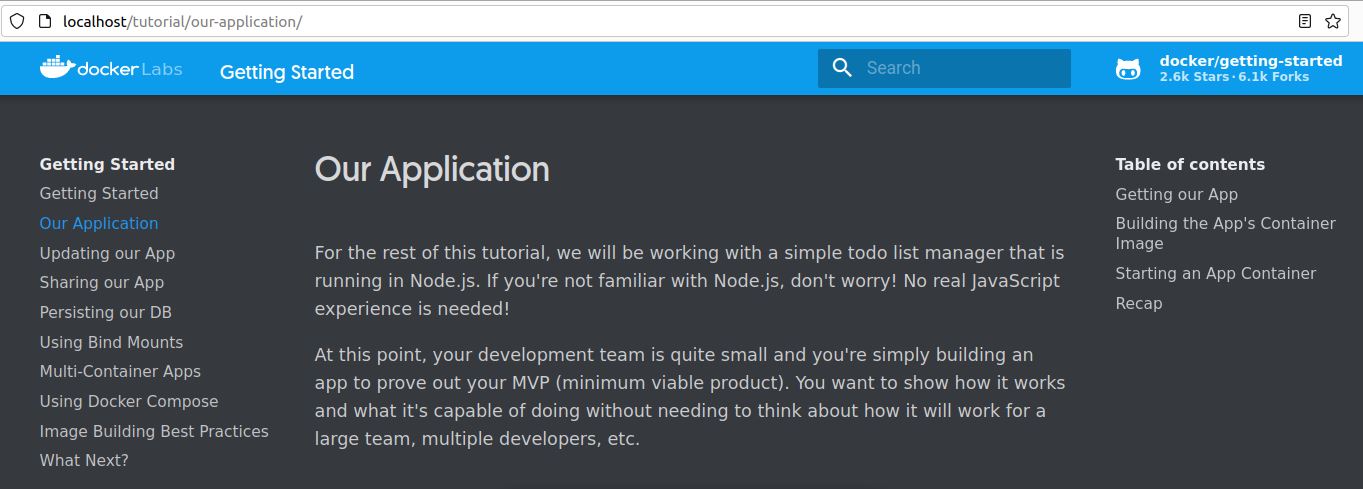 localhost/tutorial/our-application/
docker Labs
Getting Started
Search
docker/getting-started
2.6k Stars · 6.1k Forks
Getting Started
Getting Started
Our Application
Updating our App
Sharing our App
Persisting our DB
Using Bind Mounts
Multi-Container Apps
Using Docker Compose
Image Building Best Practices
What Next?
Our Application
For the rest of this tutorial, we will be working with a simple todo list manager that is
running in Node.js. If you're not familiar with Node.js, don't worry! No real JavaScript
experience is needed!
At this point, your development team is quite small and you're simply building an
app to prove out your MVP (minimum viable product). You want to show how it works
and what it's capable of doing without needing to think about how it will work for a
large team, multiple developers, etc.
Table of contents
Getting our App
Building the App's Container
Image
Starting an App Container
Recap